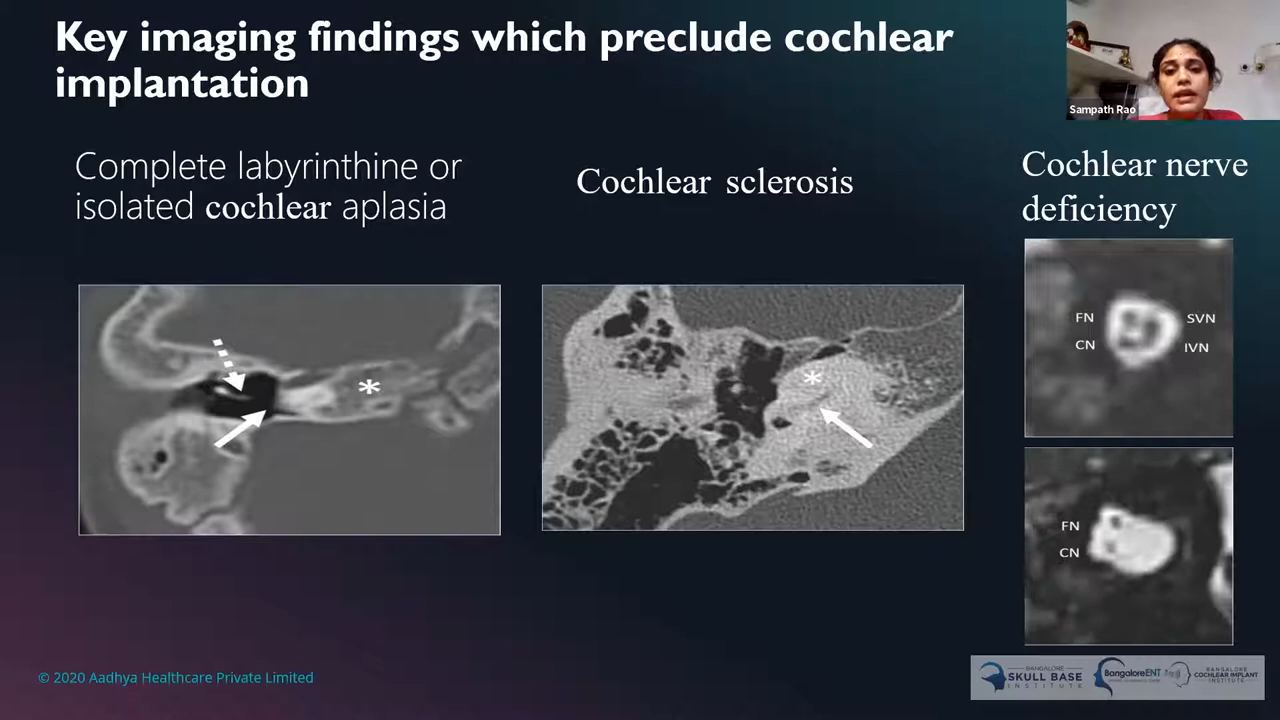 Key imaging findings which preclude cochlear
implantation
Sampath Rao
Complete labyrinthine or
isolated cochlear aplasia
Cochlear sclerosis
Cochlear nerve
deficiency
*
*
FN
SVN
CN
IVN
FN
CN
© 2020 Aadhya Healthcare Private Limited
BANGALORE
SKULL BASE
INSTITUTE
BangaloreENT
BANGALORE
COCHLEAR IMPLANT
INSTITUTE